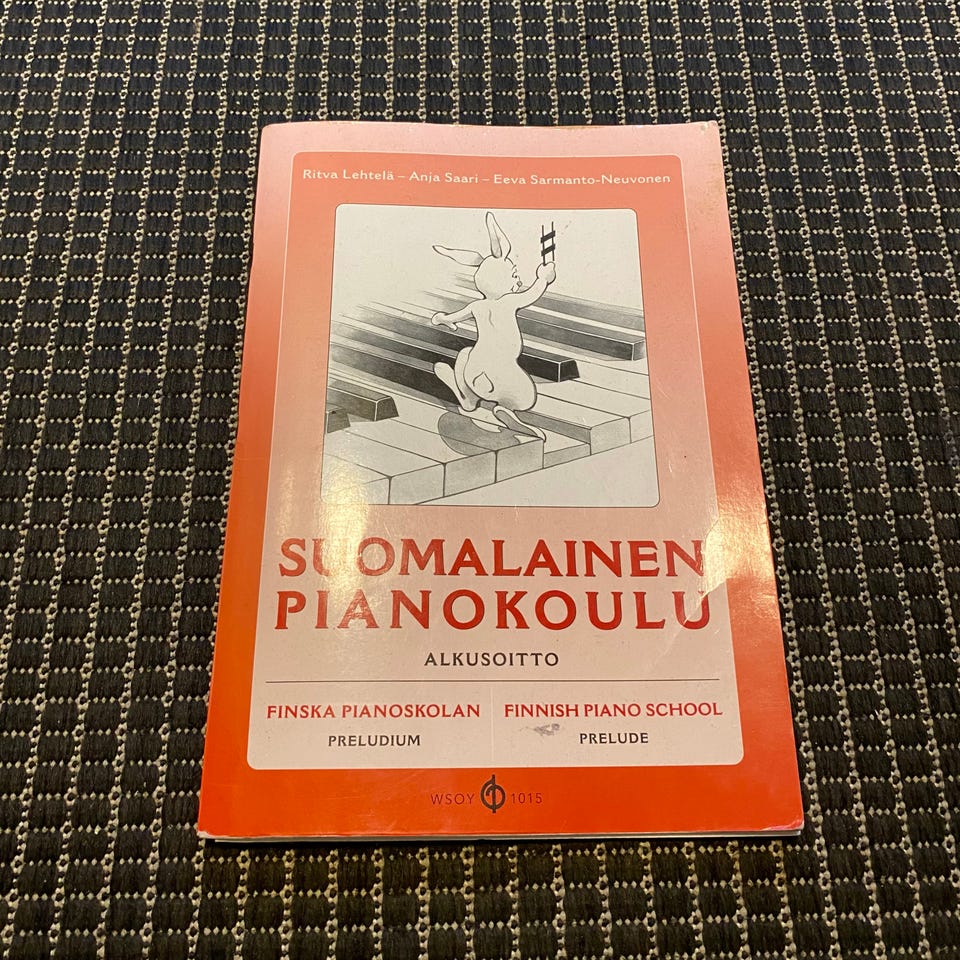 Ritva Lehtelä – Anja Saari – Eeva Sarmanto-Neuvonen
SUOMALAINEN
PIANOKOULU
ALKUSOITTO
FINSKA PIANOSKOLAN
PRELUDIUM
FINNISH PIANO SCHOOL
PRELUDE
WSOY 1015